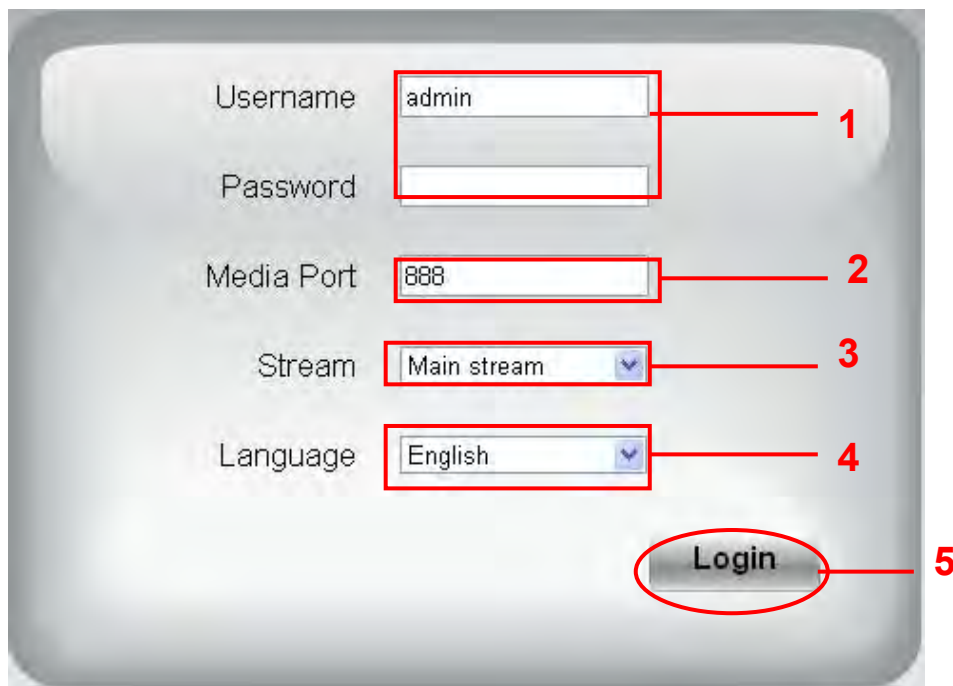 Username admin 1
Password
Media Port 888 2
Stream Main stream 3
Language English 4
Login 5